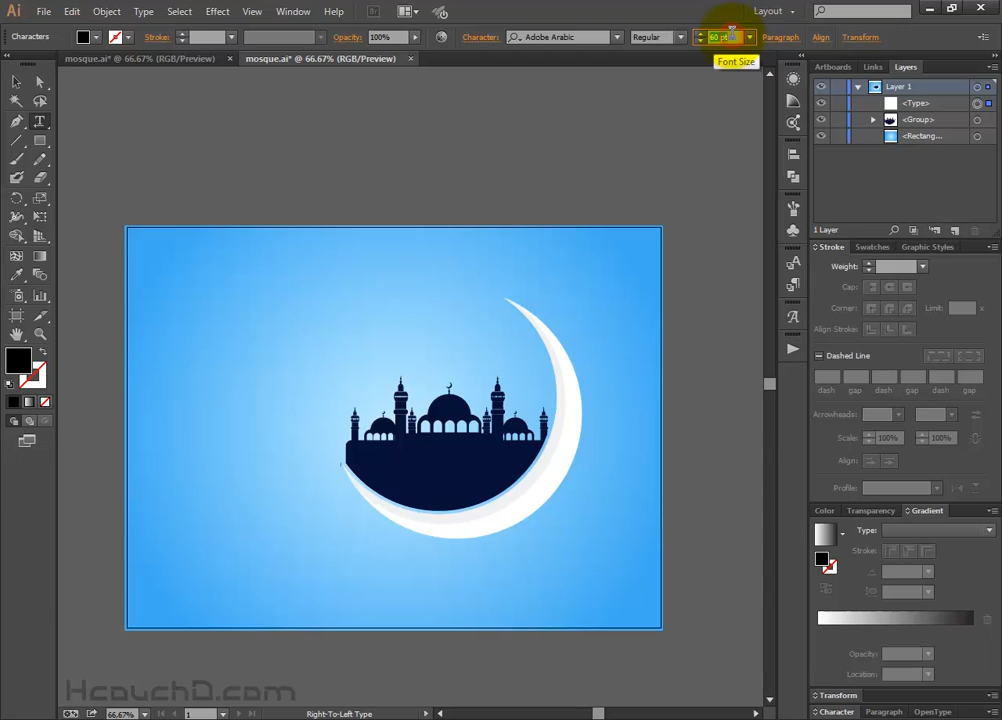 Ai File Edit Object Type Select Effect View Window Help Br Layout
Characters Stroke: Opacity: 100% Character: Adobe Arabic Regular 60 pt Paragraph Align Transform
mosque.ai* @ 66.67% (RGB/Preview) × mosque.ai* @ 66.67% (RGB/Preview) ×
Font Size
Artboards Links Layers
Layer 1
<Type>
<Group>
<Rectang...
1 Layer
Stroke Swatches Graphic Styles
Weight:
Cap:
Corner: Limit: x
Align Stroke:
Dashed Line
dash gap dash gap dash gap
Arrowheads:
Scale: 100% 100%
Align:
Profile:
Color Transparency Gradient
Type:
Stroke:
Opacity:
Location:
Transform
Character Paragraph OpenType
HcouchD.com
66.67% 1 Right-To-Left Type